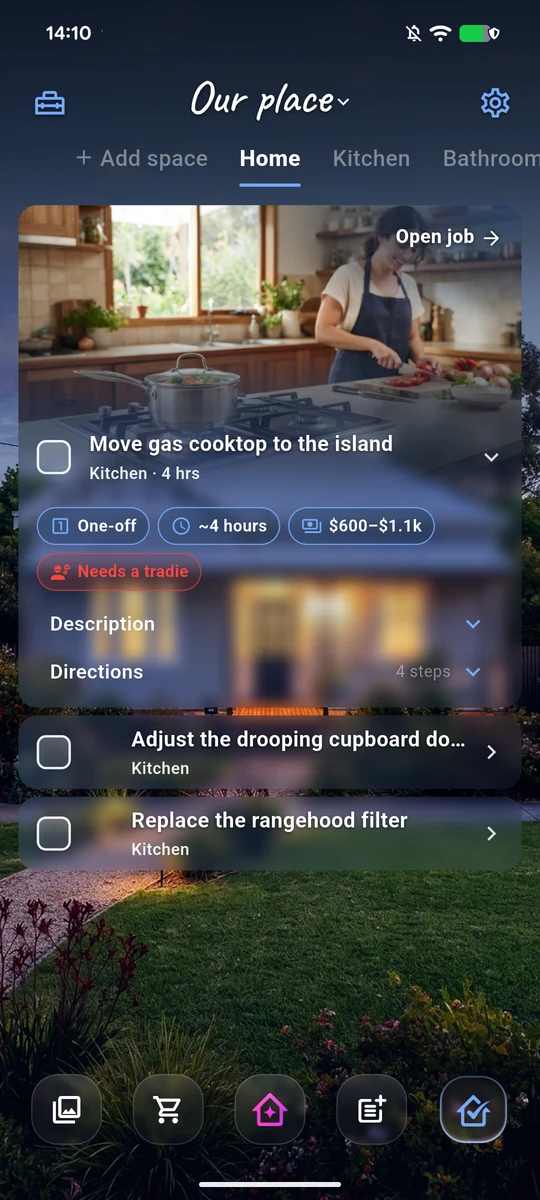 14:10
Our place
+ Add space Home Kitchen Bathroom
Open job →
Move gas cooktop to the island
Kitchen · 4 hrs
One-off ~4 hours $600–$1.1k
Needs a tradie
Description
Directions 4 steps
Adjust the drooping cupboard do...
Kitchen
Replace the rangehood filter
Kitchen